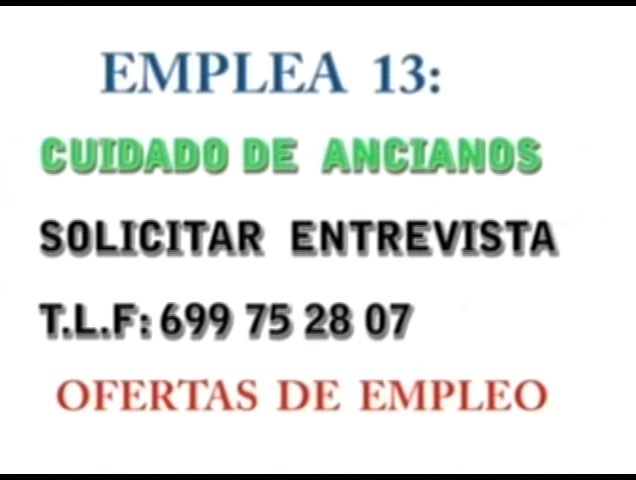 EMPLEA 13:
CUIDADO DE ANCIANOS
SOLICITAR ENTREVISTA
T.L.F: 699 75 28 07
OFERTAS DE EMPLEO